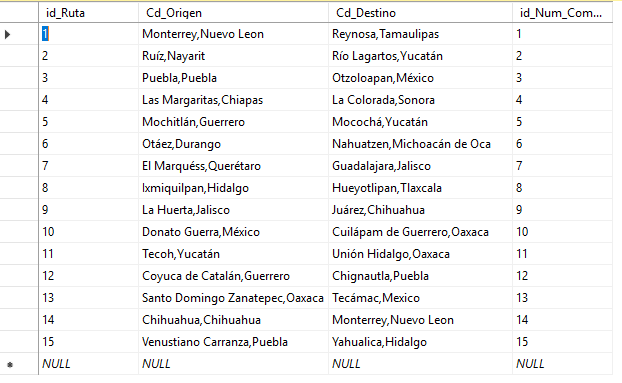 id_Ruta Cd_Origen Cd_Destino id_Num_Com...
1 Monterrey,Nuevo Leon Reynosa,Tamaulipas 1
2 Ruíz,Nayarit Río Lagartos,Yucatán 2
3 Puebla,Puebla Otzoloapan,México 3
4 Las Margaritas,Chiapas La Colorada,Sonora 4
5 Mochitlán,Guerrero Mocochá,Yucatán 5
6 Otáez,Durango Nahuatzen,Michoacán de Oca 6
7 El Marquéss,Querétaro Guadalajara,Jalisco 7
8 Ixmiquilpan,Hidalgo Hueyotlipan,Tlaxcala 8
9 La Huerta,Jalisco Juárez,Chihuahua 9
10 Donato Guerra,México Cuilápam de Guerrero,Oaxaca 10
11 Tecoh,Yucatán Unión Hidalgo,Oaxaca 11
12 Coyuca de Catalán,Guerrero Chignautla,Puebla 12
13 Santo Domingo Zanatepec,Oaxaca Tecámac,Mexico 13
14 Chihuahua,Chihuahua Monterrey,Nuevo Leon 14
15 Venustiano Carranza,Puebla Yahualica,Hidalgo 15
NULL NULL NULL NULL